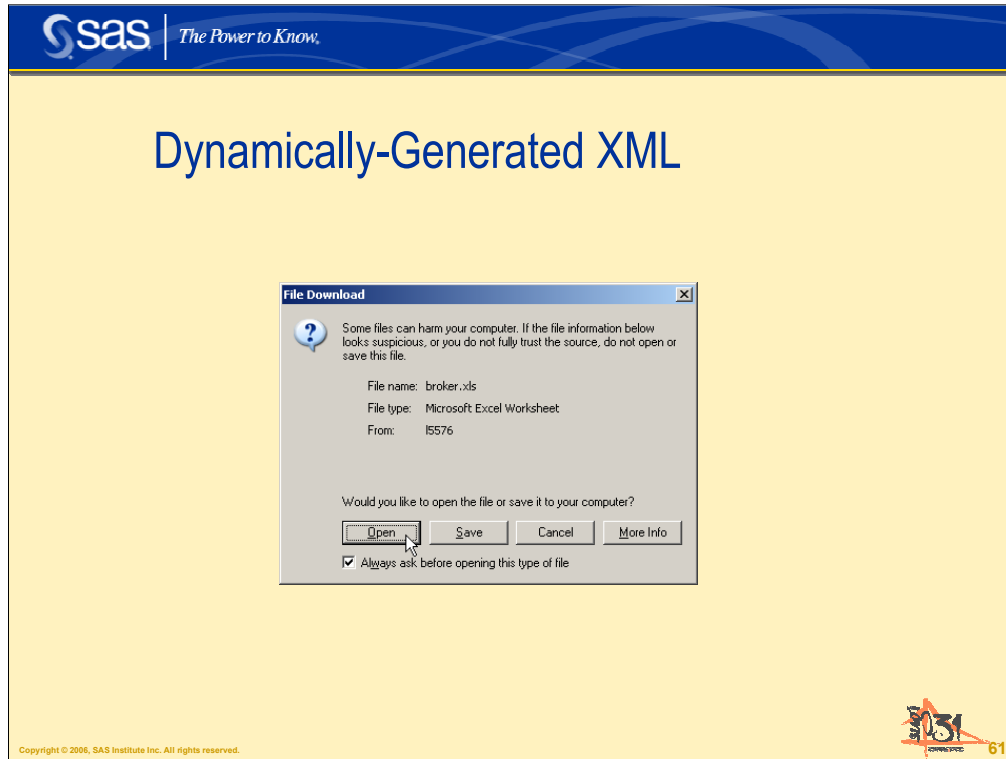 sas
The Power to Know.
Dynamically-Generated XML
File Download
Some files can harm your computer. If the file information below
looks suspicious, or you do not fully trust the source, do not open or
save this file.
File name: broker.xls
File type: Microsoft Excel Worksheet
From: l5576
Would you like to open the file or save it to your computer?
Open
Save
Cancel
More Info
Always ask before opening this type of file
31
Copyright © 2006, SAS Institute Inc. All rights reserved.
61